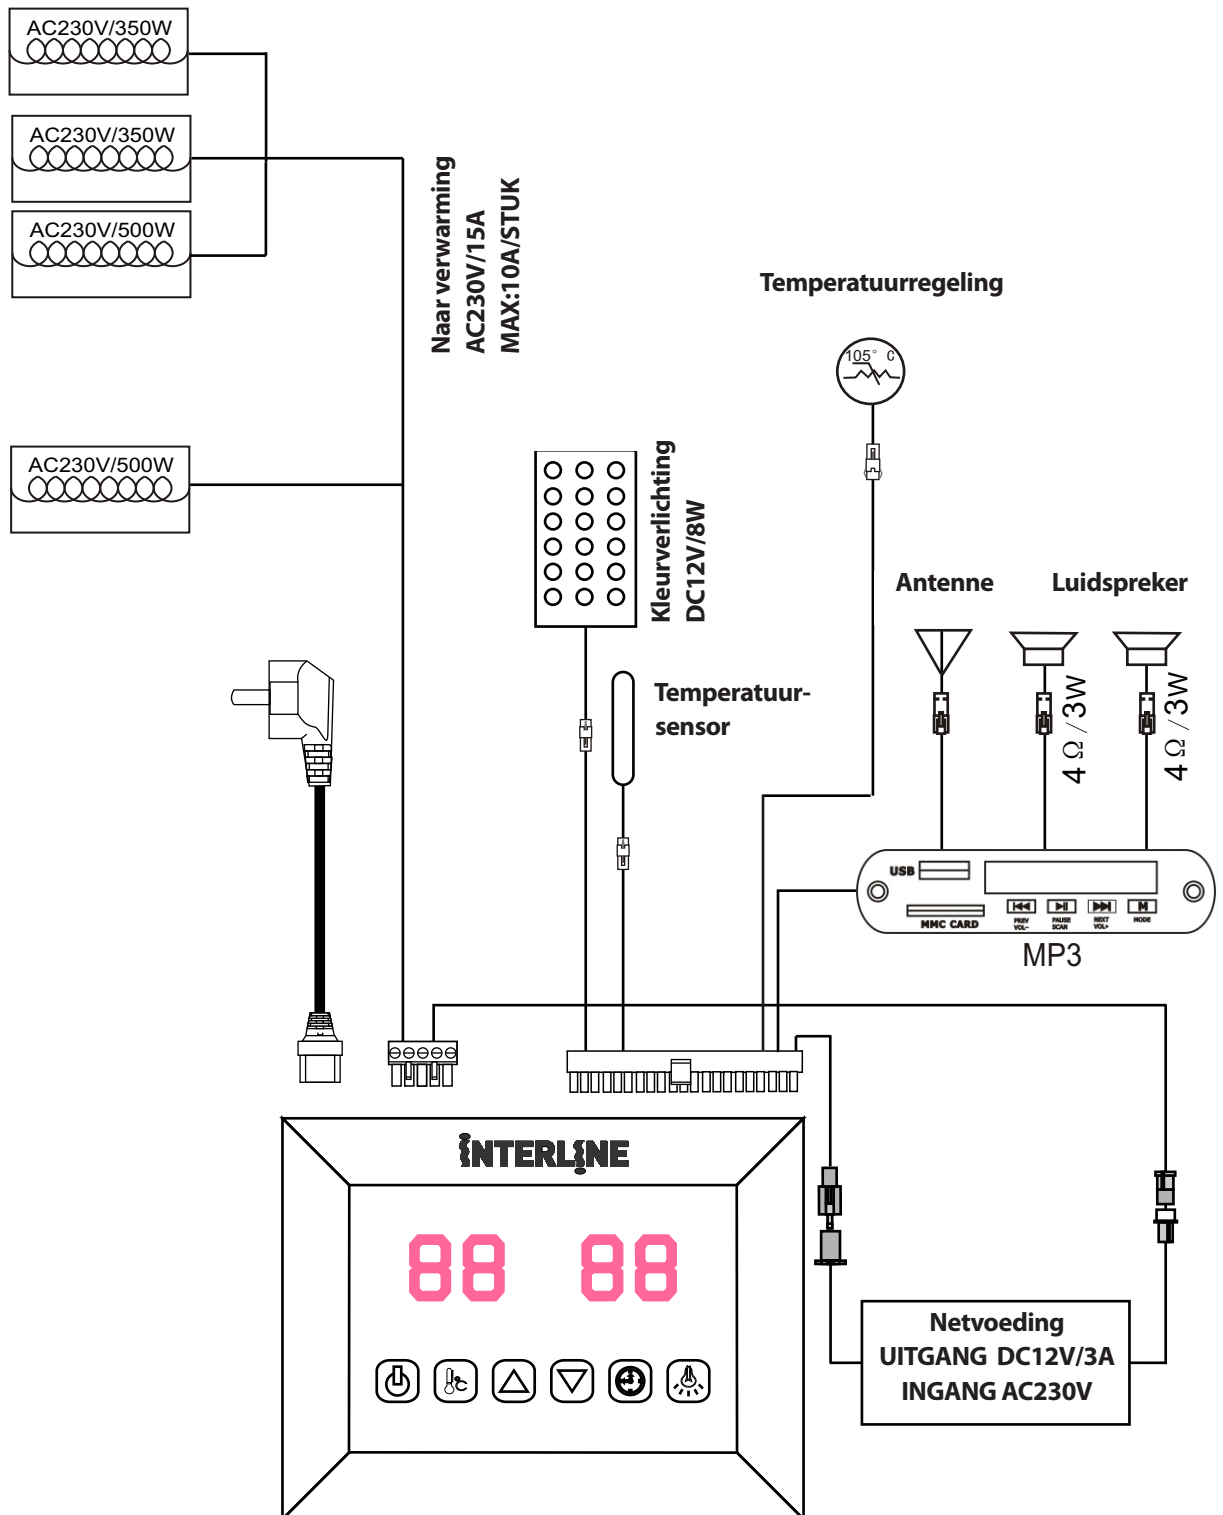 AC230V/350W
AC230V/350W
AC230V/500W
Naar verwarming
AC230V/15A
MAX:10A/STUK
Temperatuurregeling
105° C
AC230V/500W
Kleurverlichting
DC12V/8W
Temperatuur-
sensor
Antenne
Luidspreker
4 Ω / 3W
4 Ω / 3W
USB
MMC CARD
PREV
VOL-
PAUSE
SCAN
NEXT
VOL+
M
MODE
MP3
INTERLINE
88 88
°C
Netvoeding
UITGANG DC12V/3A
INGANG AC230V